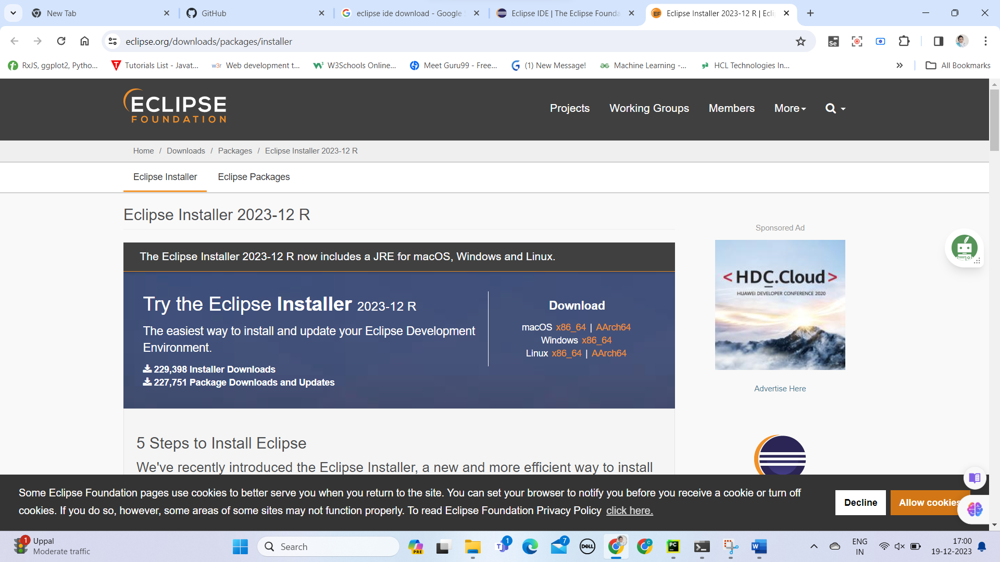 New Tab
GitHub
eclipse ide download - Google
Eclipse IDE | The Eclipse Founda
Eclipse Installer 2023-12 R | Ecli
eclipse.org/downloads/packages/installer
RxJS, ggplot2, Pytho...
Tutorials List - Javat...
Web development t...
W3Schools Online...
Meet Guru99 - Free...
(1) New Message!
Machine Learning -...
HCL Technologies In...
All Bookmarks
ECLIPSE
FOUNDATION
Projects
Working Groups
Members
More
Home / Downloads / Packages / Eclipse Installer 2023-12 R
Eclipse Installer
Eclipse Packages
Eclipse Installer 2023-12 R
The Eclipse Installer 2023-12 R now includes a JRE for macOS, Windows and Linux.
Try the Eclipse Installer 2023-12 R
The easiest way to install and update your Eclipse Development
Environment.
229,398 Installer Downloads
227,751 Package Downloads and Updates
Download
macOS x86_64 | AArch64
Windows x86_64
Linux x86_64 | AArch64
Sponsored Ad
<HDC.Cloud>
HUAWEI DEVELOPER CONFERENCE 2020
Advertise Here
5 Steps to Install Eclipse
We've recently introduced the Eclipse Installer, a new and more efficient way to install
Some Eclipse Foundation pages use cookies to better serve you when you return to the site. You can set your browser to notify you before you receive a cookie or turn off
cookies. If you do so, however, some areas of some sites may not function properly. To read Eclipse Foundation Privacy Policy click here.
Decline
Allow cookies
1
Uppal
Moderate traffic
Search
PRE
1
7
DELL
PC
ENG
IN
17:00
19-12-2023